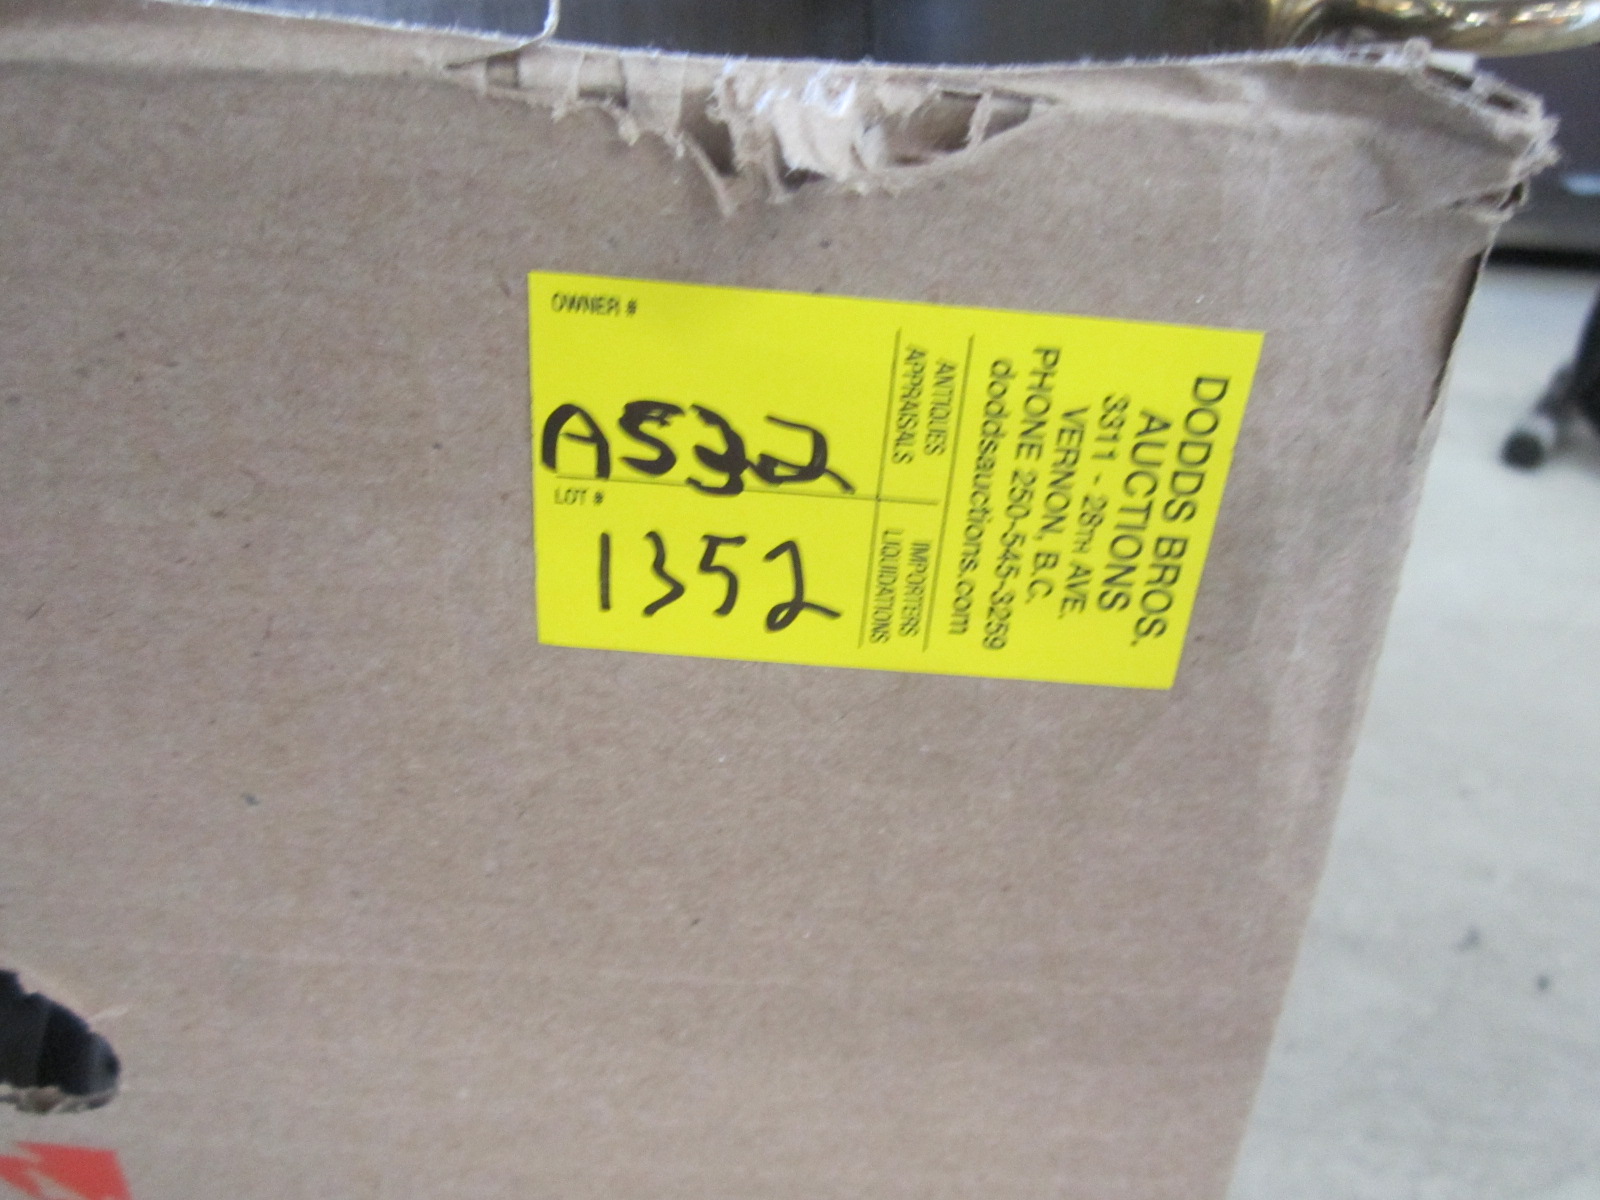 DODDS BROS.
AUCTIONS
3311 - 28TH AVE.
VERNON, B.C.
PHONE 250-545-3259
doddsauctions.com
ANTIQUES
APPRAISALS
IMPORTERS
LIQUIDATIONS
OWNER #
A532
LOT #
1352